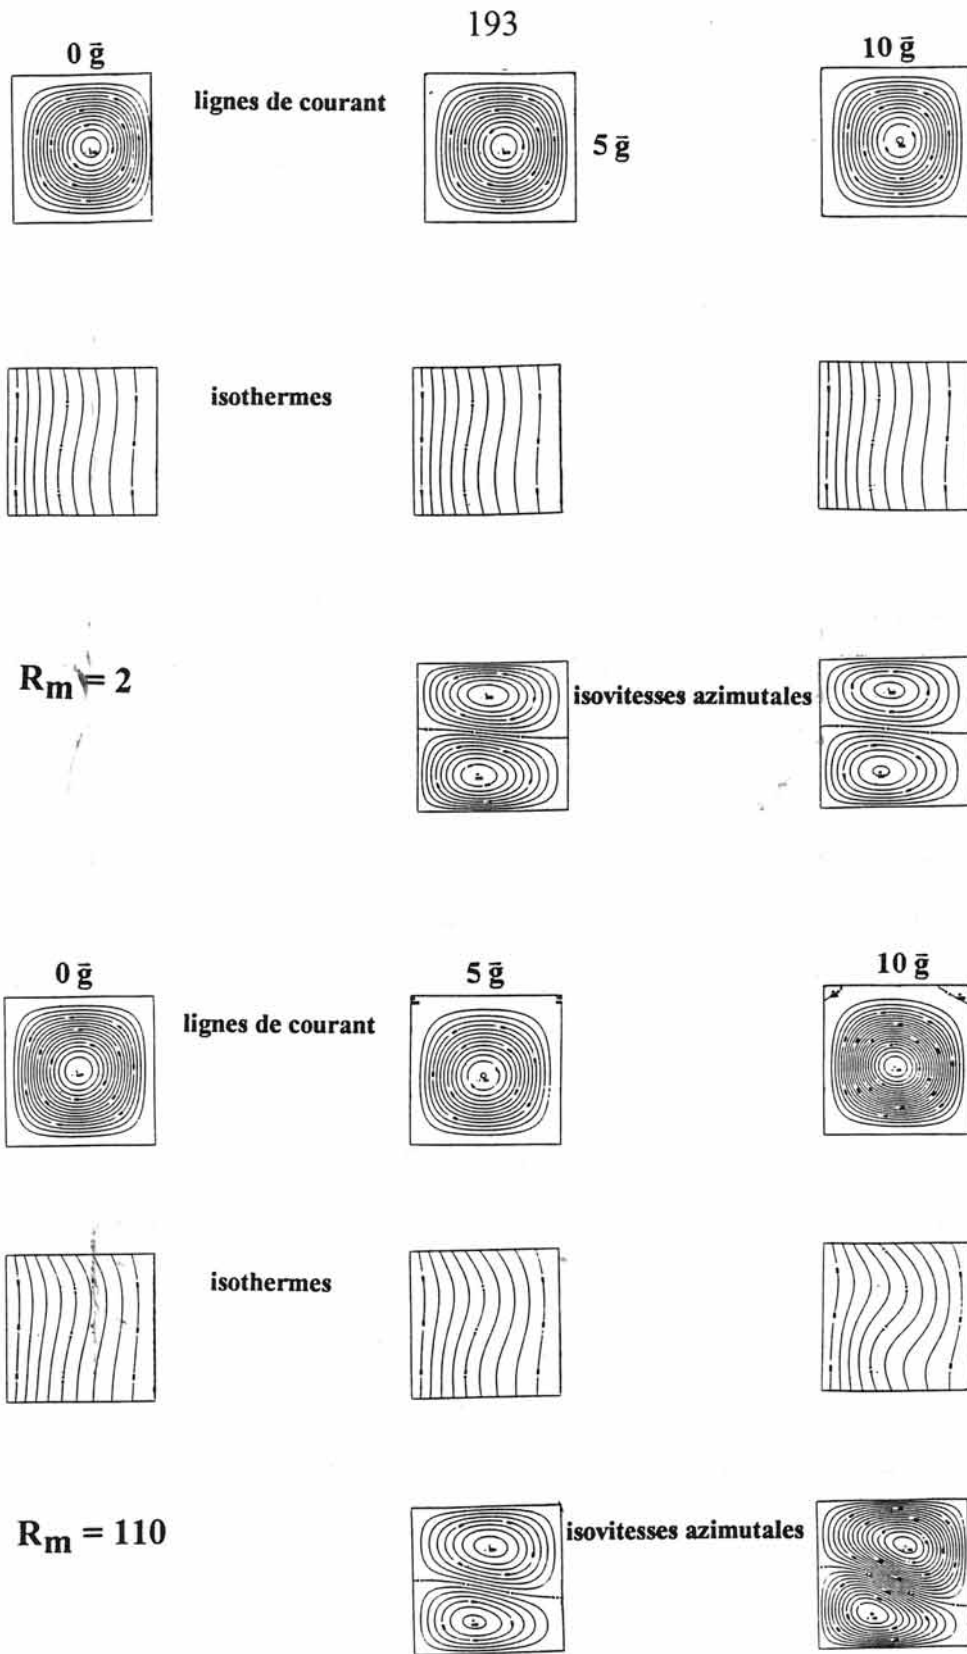 193
0 g̅
10 g̅
lignes de courant
5 g̅
isothermes
Rm = 2
isovitesses azimutales
0 g̅
5 g̅
10 g̅
lignes de courant
isothermes
Rm = 110
isovitesses azimutales